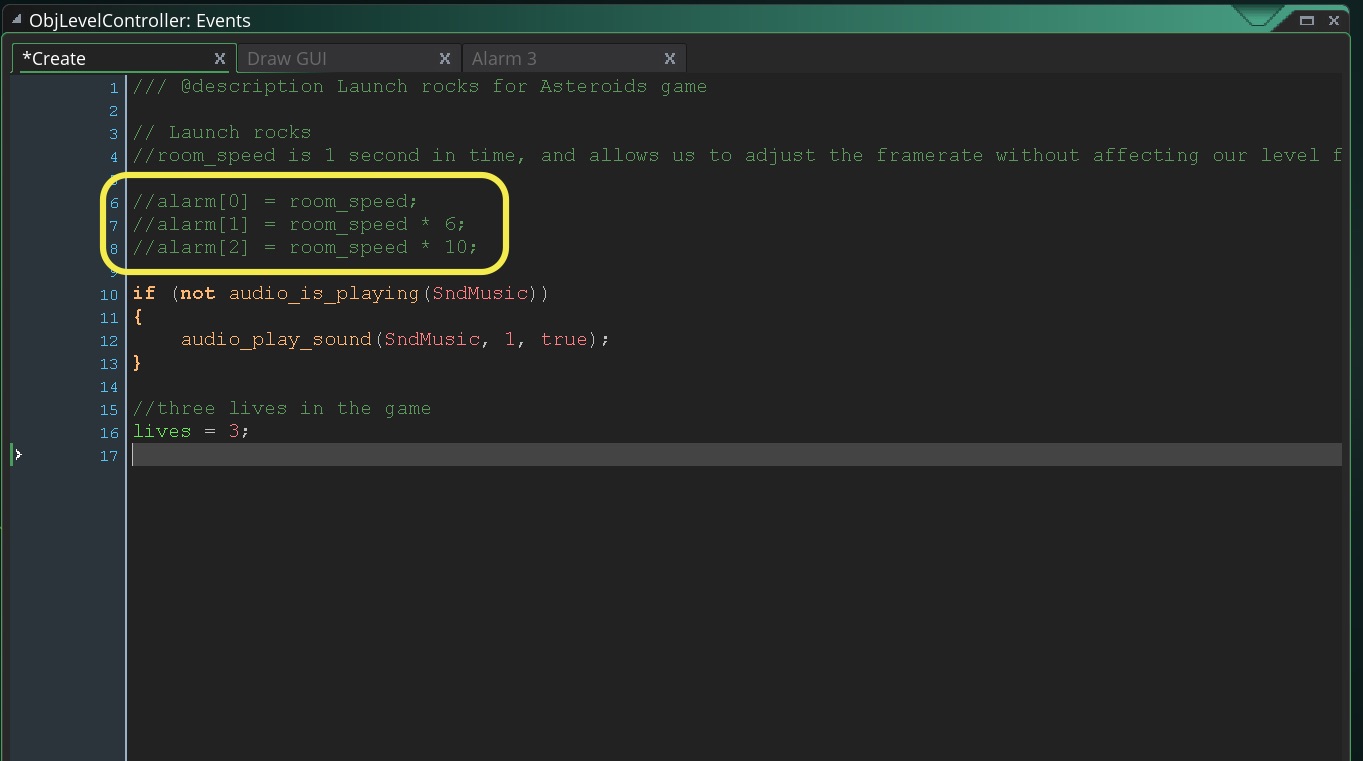 ObjLevelController: Events
*Create x Draw GUI x Alarm 3 x
1 /// @description Launch rocks for Asteroids game
2
3 // Launch rocks
4 //room_speed is 1 second in time, and allows us to adjust the framerate without affecting our level f
5
6 //alarm[0] = room_speed;
7 //alarm[1] = room_speed * 6;
8 //alarm[2] = room_speed * 10;
9
10 if (not audio_is_playing(SndMusic))
11 {
12 audio_play_sound(SndMusic, 1, true);
13 }
14
15 //three lives in the game
16 lives = 3;
17